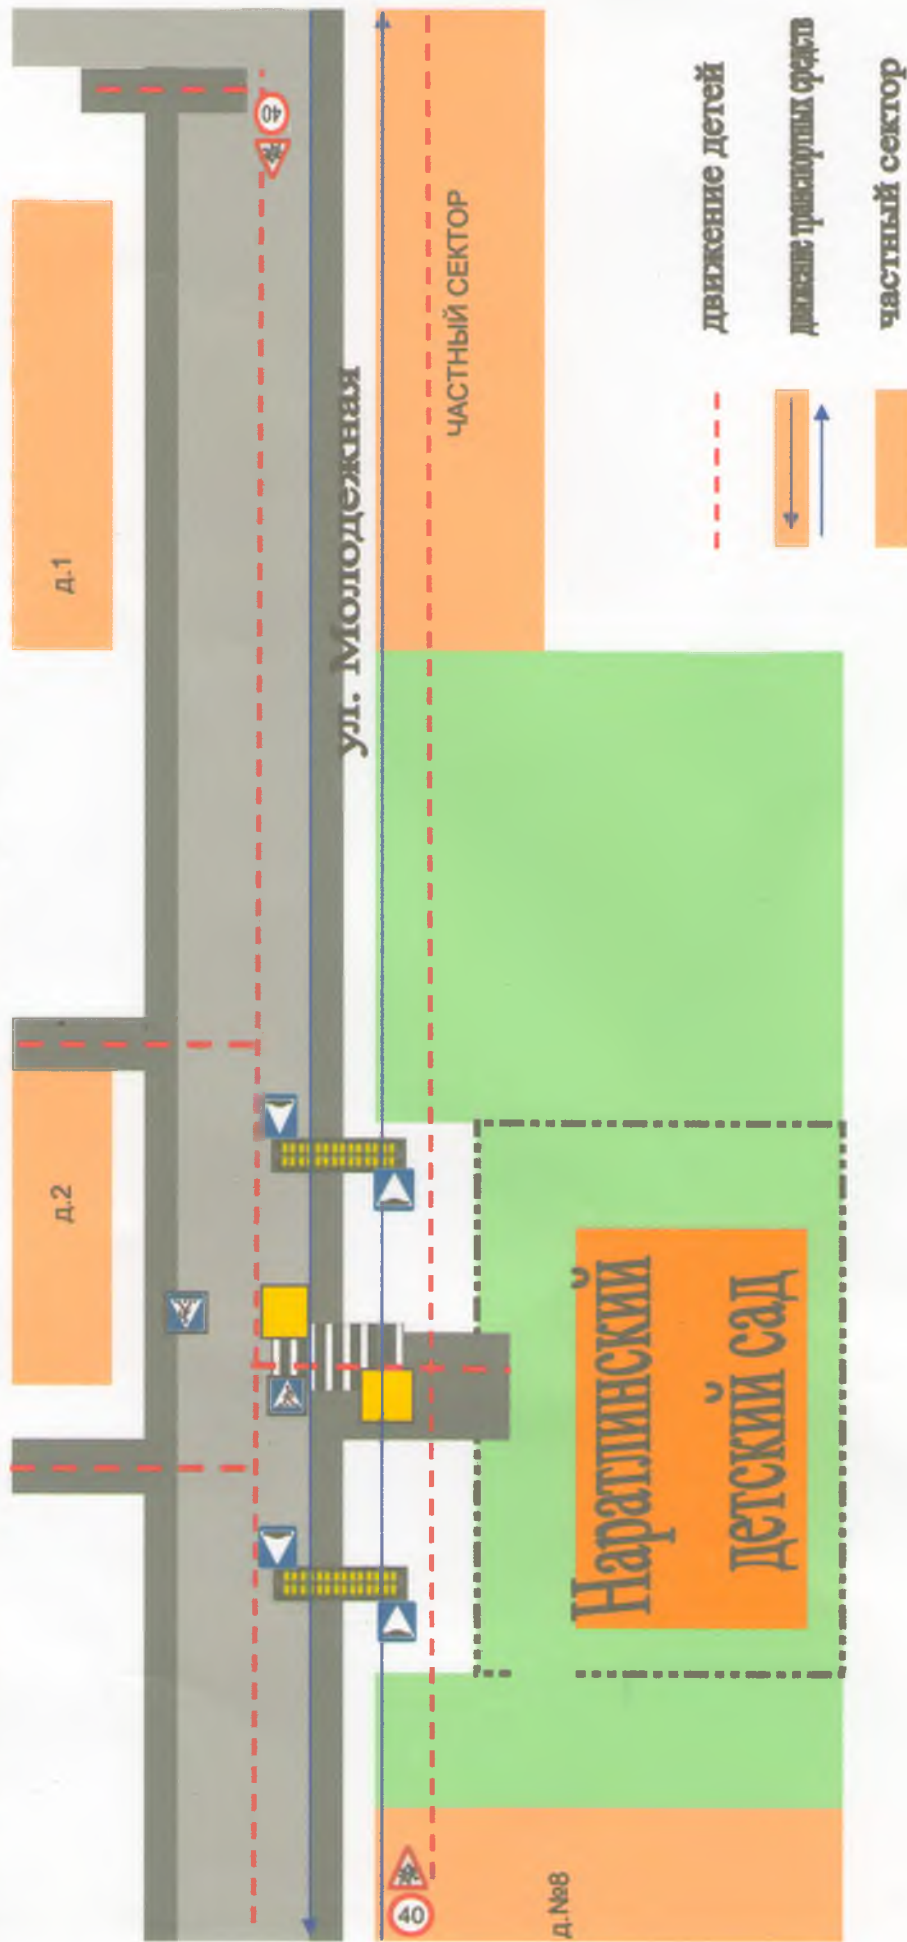 д.1
д.2
40
ул. Молодежная
ЧАСТНЫЙ СЕКТОР
40
д.№8
Наратлинский
детский сад
движение детей
движение транспортных средств
частный сектор